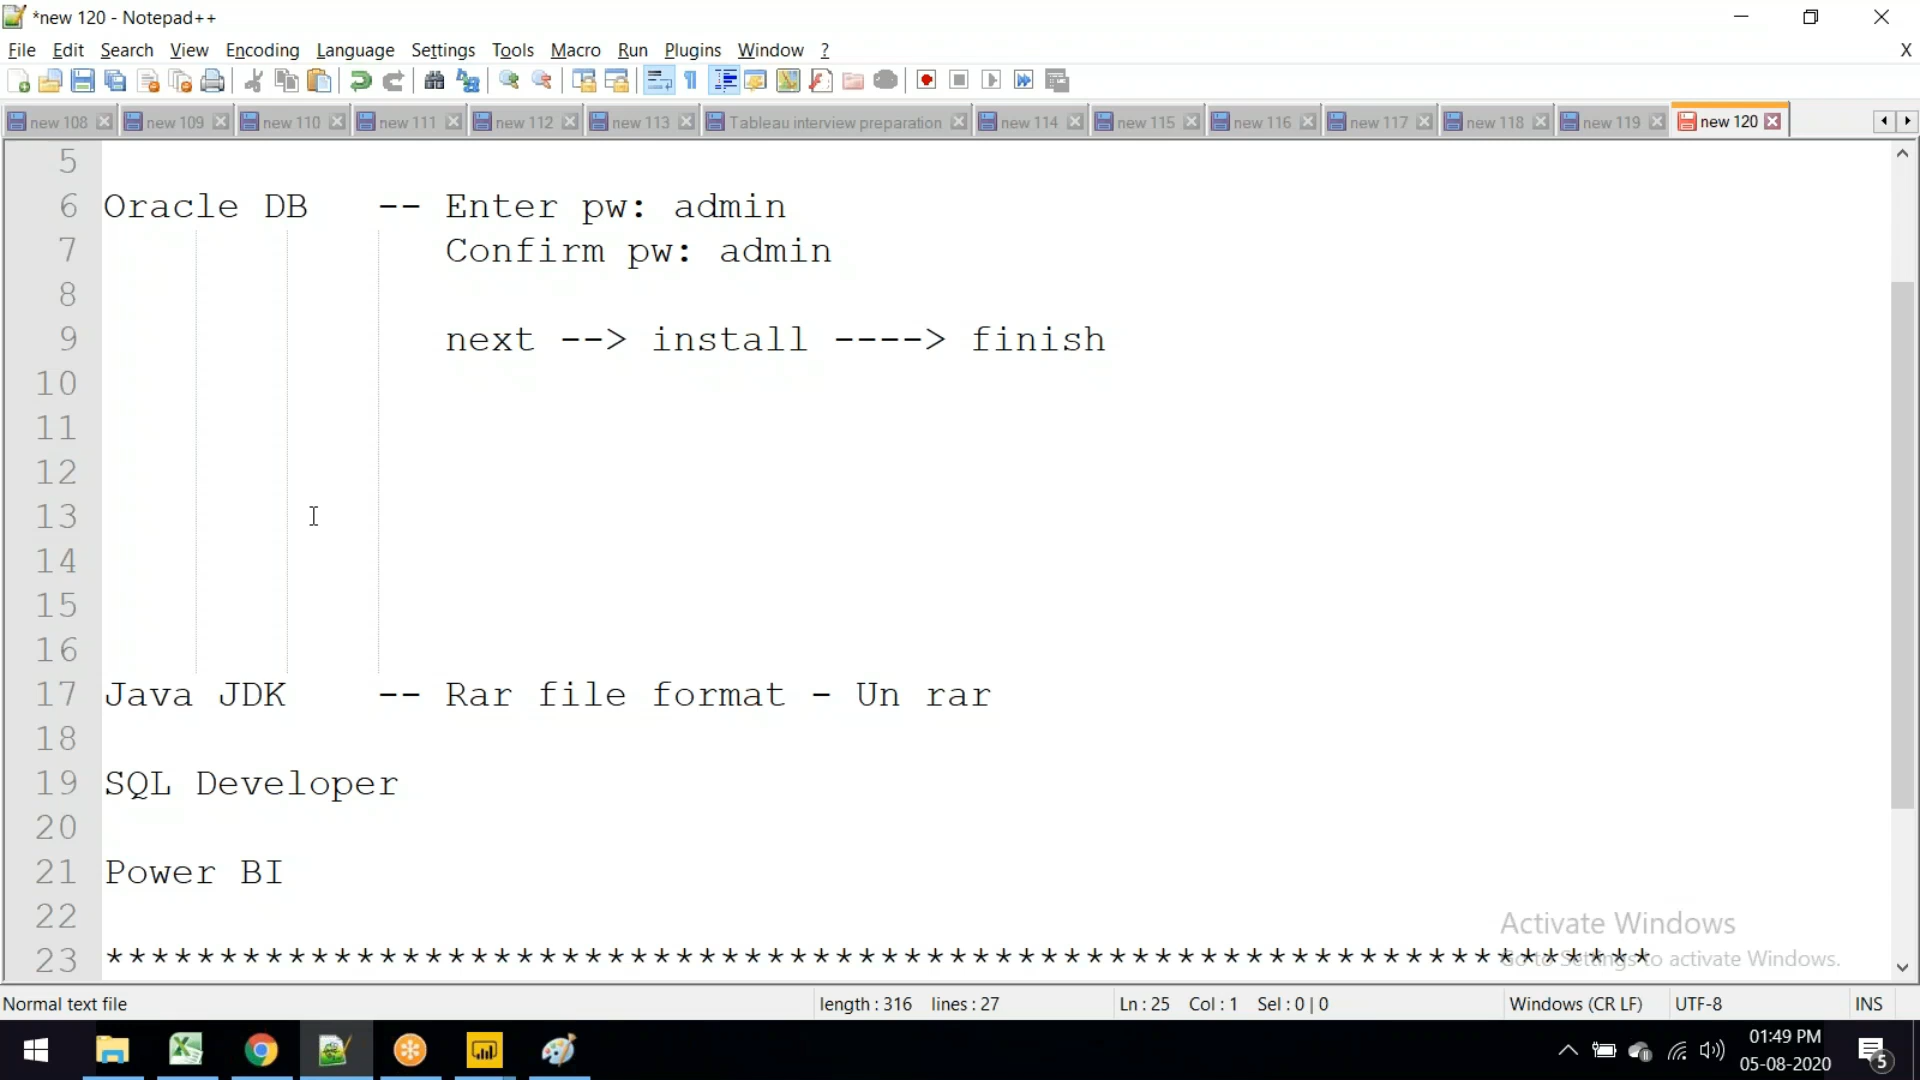 *new 120 - Notepad++
File Edit Search View Encoding Language Settings Tools Macro Run Plugins Window ? X
new 108 new 109 new 110 new 111 new 112 new 113 Tableau interview preparation new 114 new 115 new 116 new 117 new 118 new 119 new 120
5
6 Oracle DB -- Enter pw: admin
7 Confirm pw: admin
8
9 next --> install ----> finish
10
11
12
13
14
15
16
17 Java JDK -- Rar file format - Un rar
18
19 SQL Developer
20
21 Power BI
22
Activate Windows
23 ********************************************************************
Go to Settings to activate Windows.
Normal text file length : 316 lines : 27 Ln : 25 Col : 1 Sel : 0 | 0 Windows (CR LF) UTF-8 INS
01:49 PM
05-08-2020
5